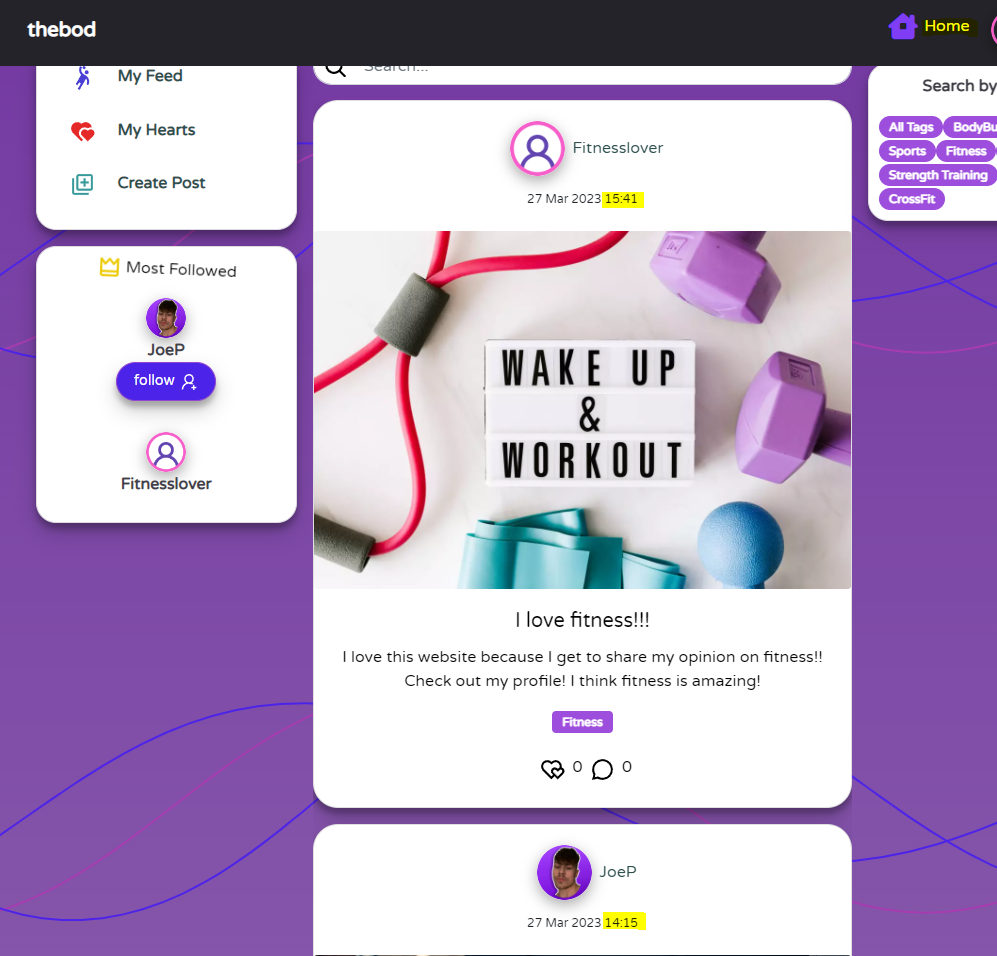 thebod
Home
My Feed
My Hearts
Create Post
Most Followed
JoeP
follow
Fitnesslover
Search...
Fitnesslover
27 Mar 2023 15:41
WAKE UP
&
WORKOUT
I love fitness!!!
I love this website because I get to share my opinion on fitness!!
Check out my profile! I think fitness is amazing!
Fitness
0 0
JoeP
27 Mar 2023 14:15
Search by
All Tags BodyBu
Sports Fitness
Strength Training
CrossFit